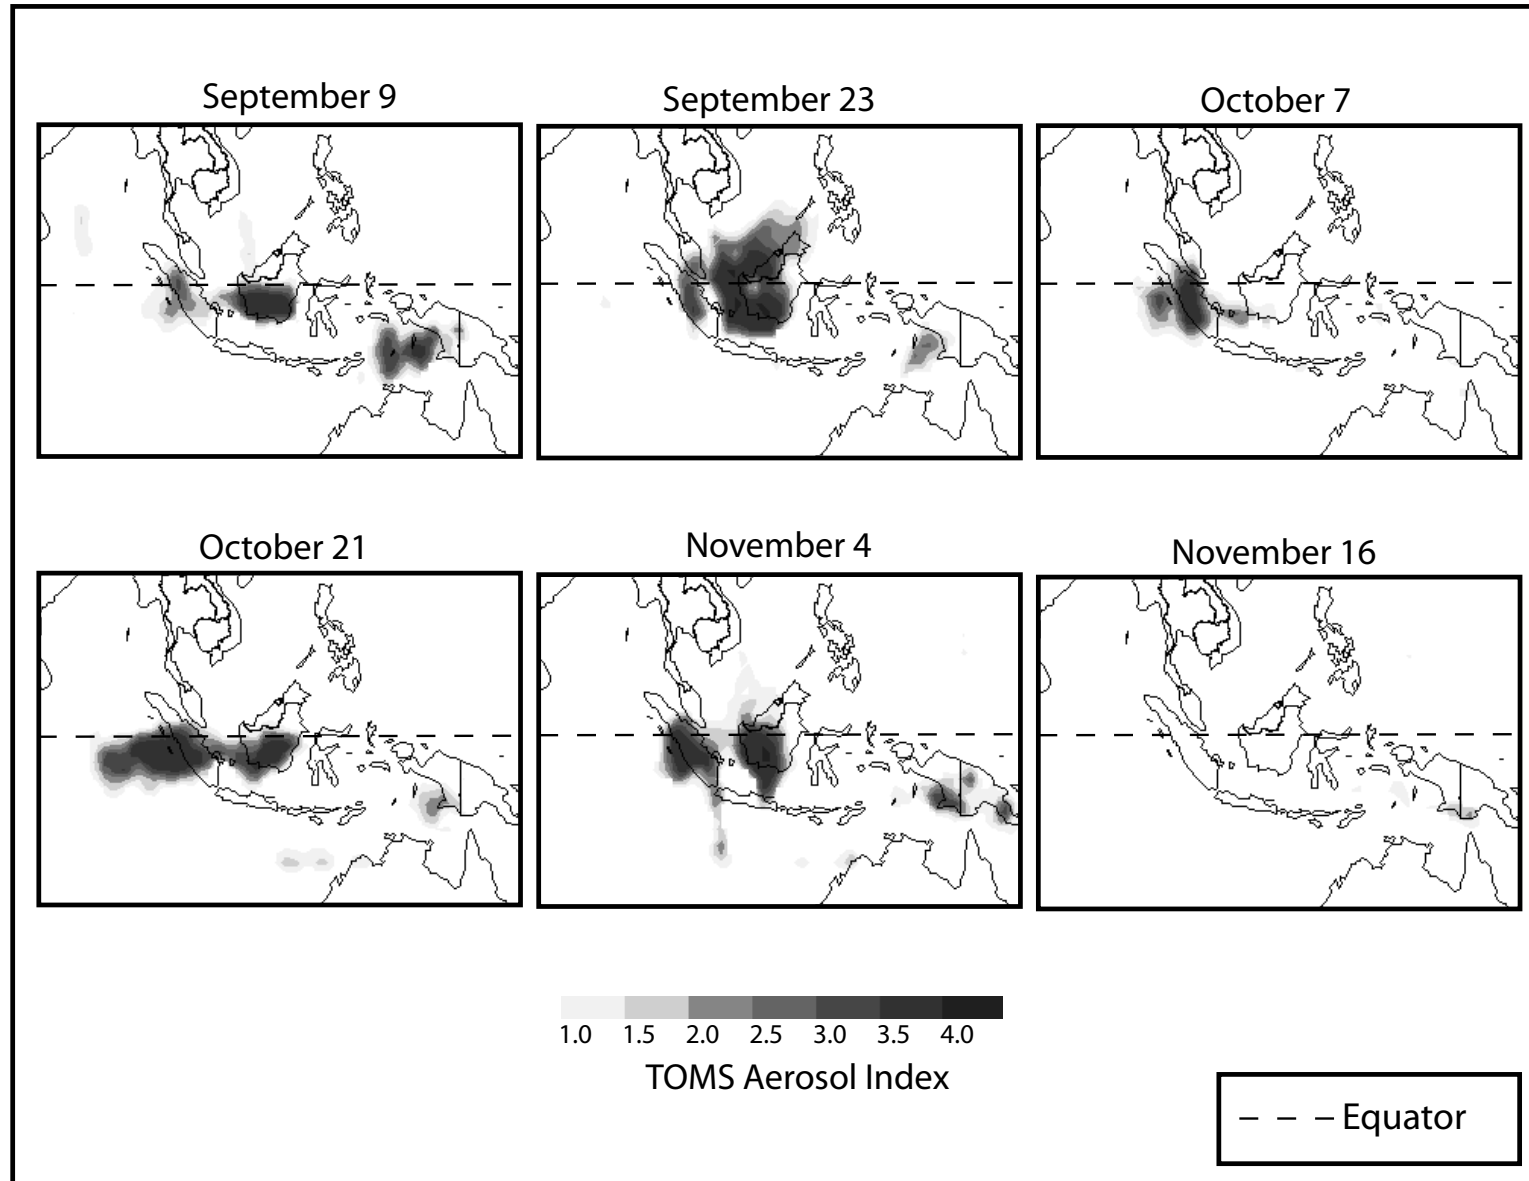 September 9
September 23
October 7
October 21
November 4
November 16
1.0 1.5 2.0 2.5 3.0 3.5 4.0
TOMS Aerosol Index
Equator